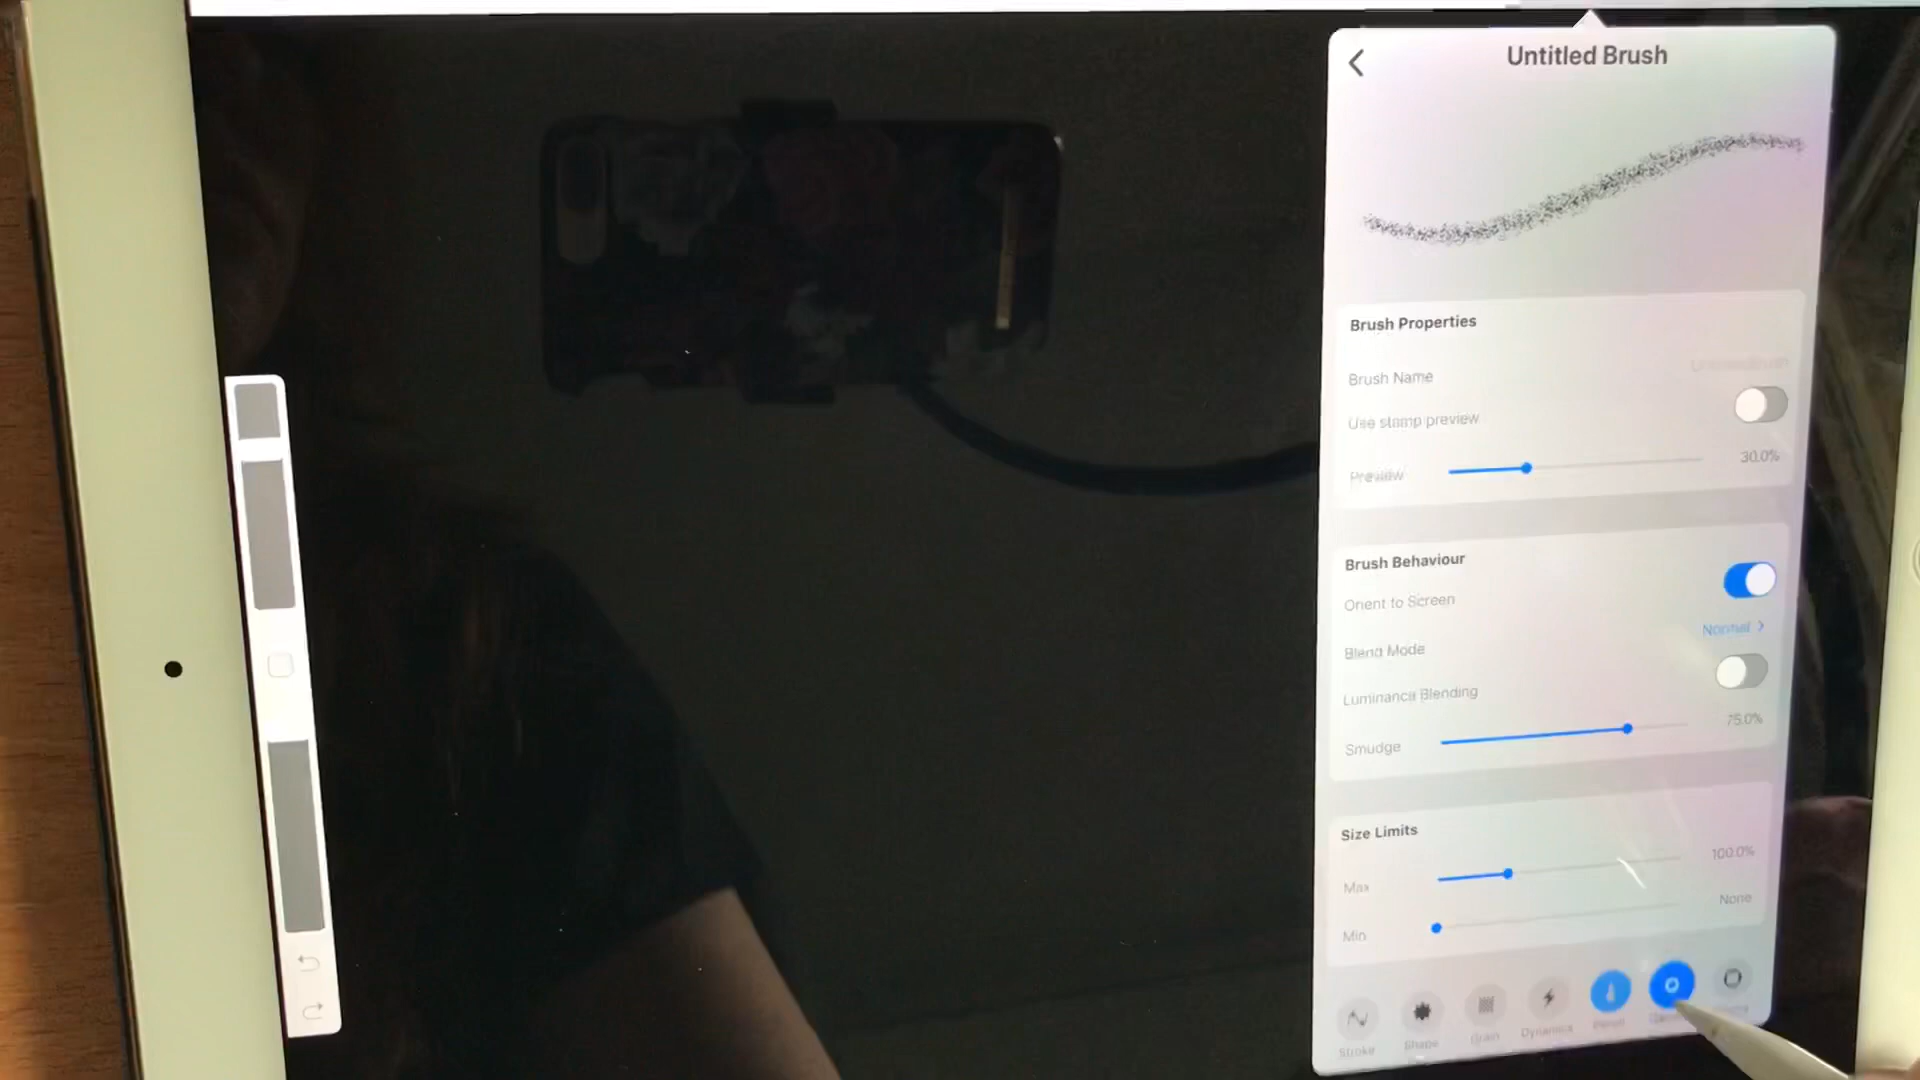 Untitled Brush
Brush Properties
Brush Name
Use stamp preview
Preview
30.0%
Brush Behaviour
Orient to Screen
Blend Mode
Normal >
Luminance Blending
Smudge
75.0%
Size Limits
Max
100.0%
Min
None
Stroke
Shape
Grain
Dynamics
Pencil